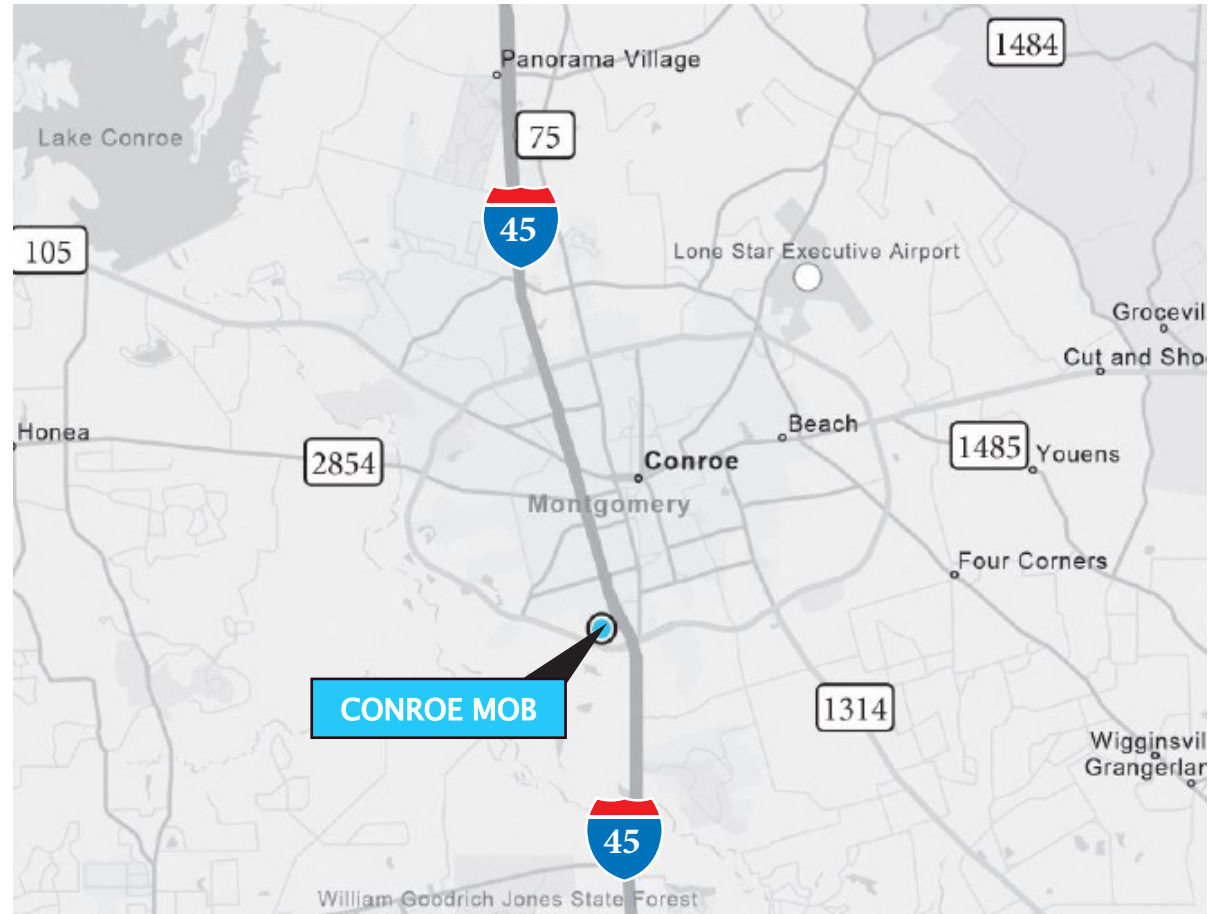 1484
Panorama Village
75
Lake Conroe
45
105
Lone Star Executive Airport
Grocevil
Cut and Sho
Beach
Honea
1485
Youens
2854
Conroe
Montgomery
Four Corners
CONROE MOB
1314
Wigginsvil
Grangerlan
45
William Goodrich Jones State Forest